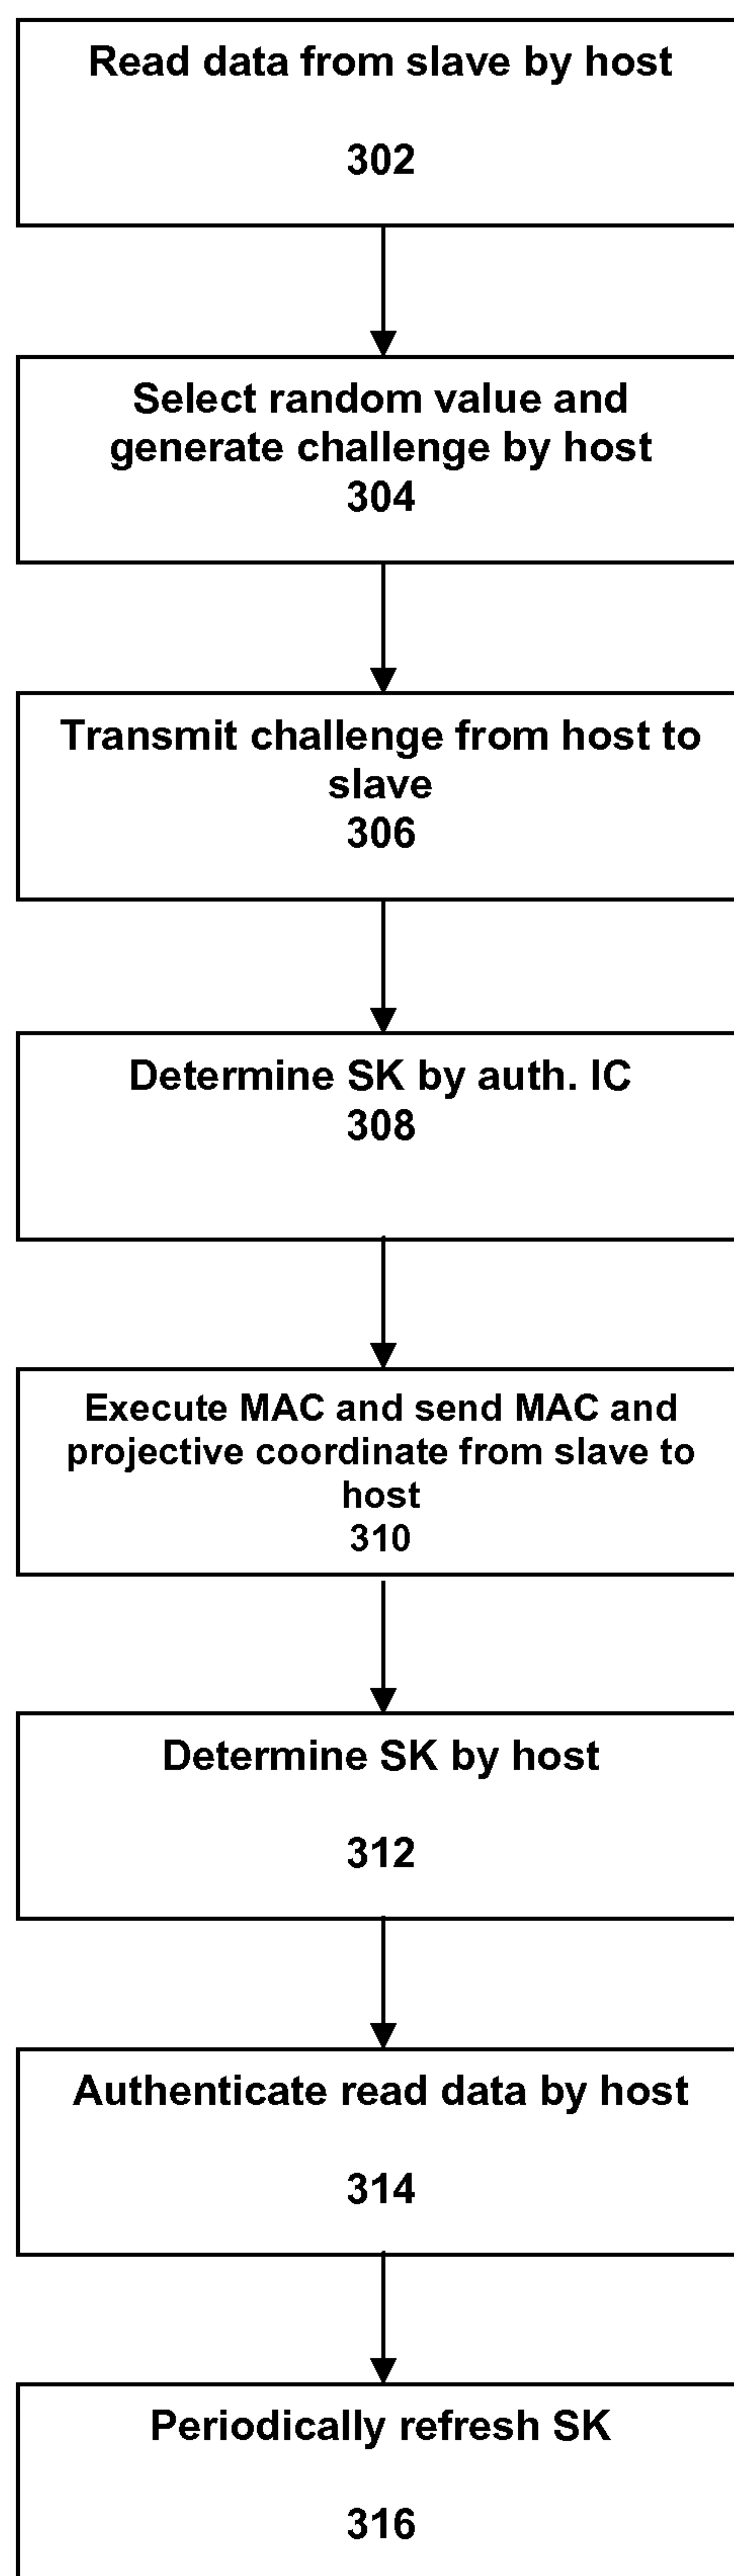 Read data from slave by host
302
Select random value and
generate challenge by host
304
Transmit challenge from host to
slave
306
Determine SK by auth. IC
308
Execute MAC and send MAC and
projective coordinate from slave to
host
310
Determine SK by host
312
Authenticate read data by host
314
Periodically refresh SK
316